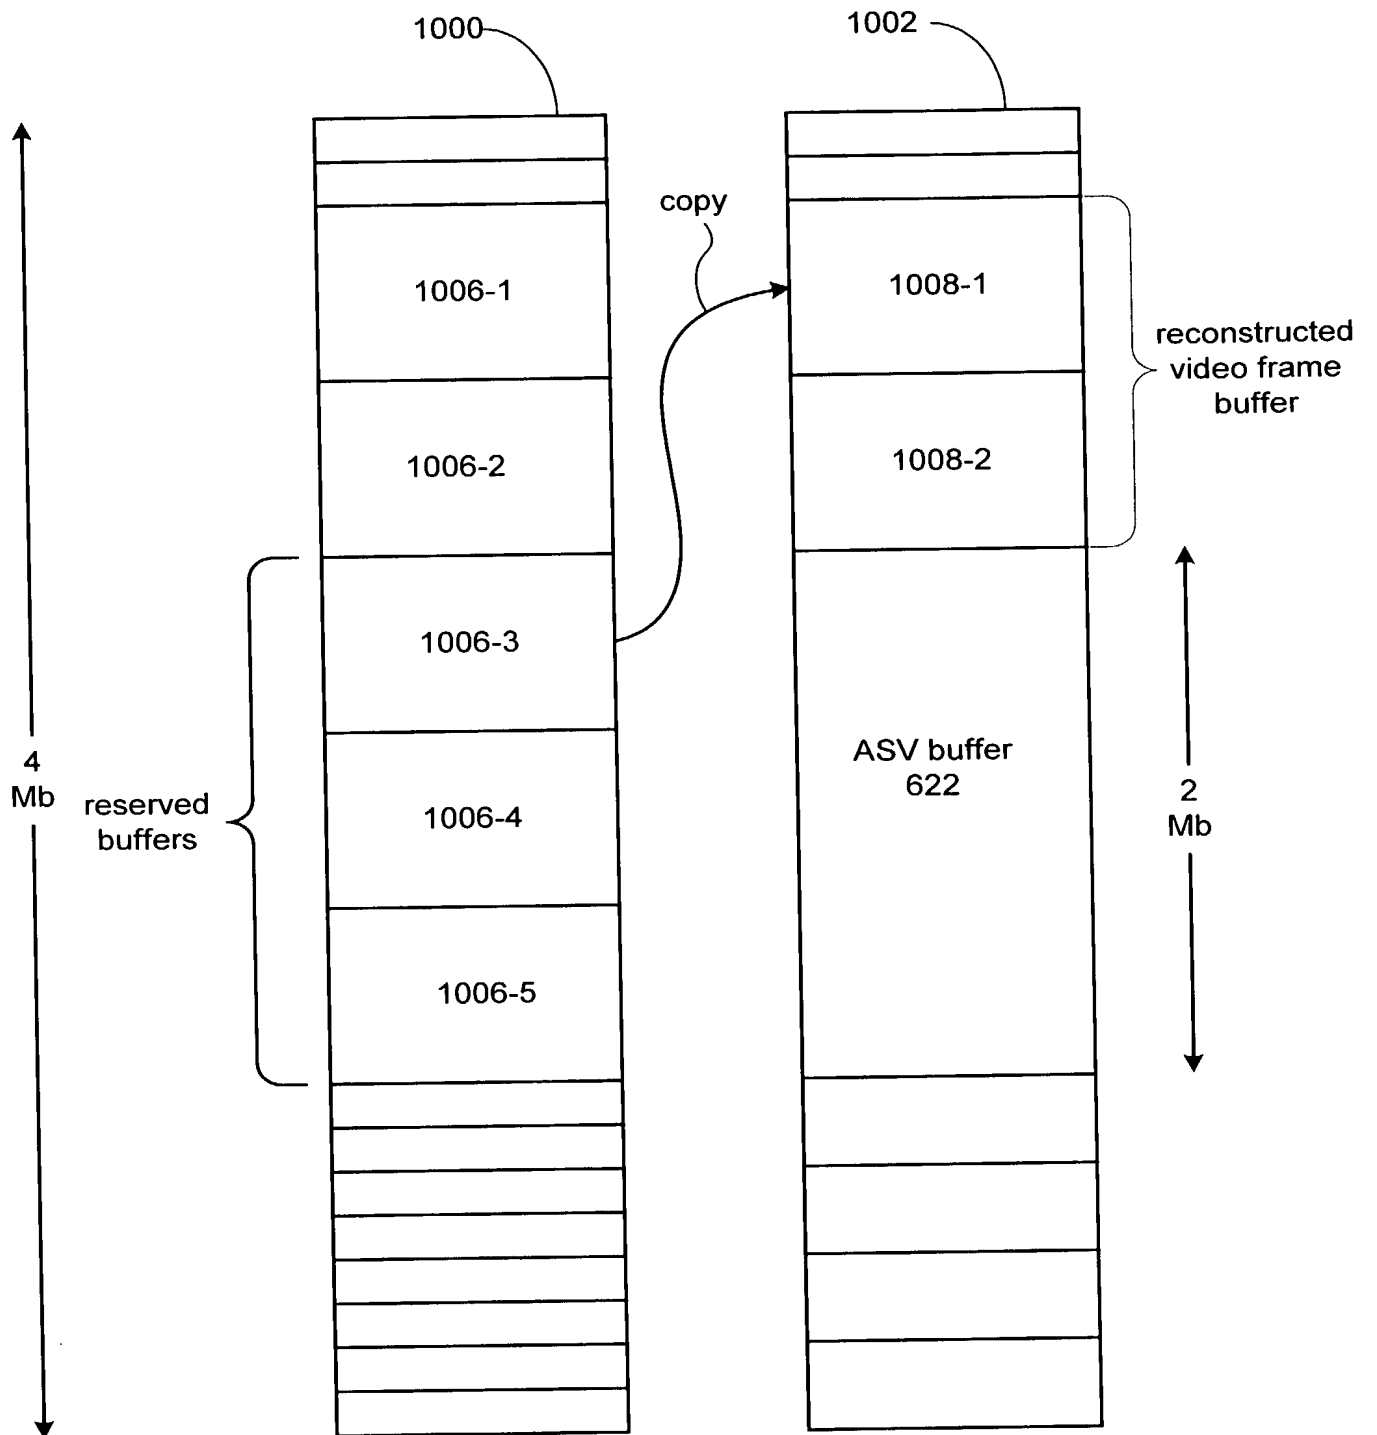 1000
1002
copy
1006-1
1008-1
reconstructed
video frame
buffer
1006-2
1008-2
1006-3
4
Mb
reserved
buffers
1006-4
ASV buffer
622
2
Mb
1006-5